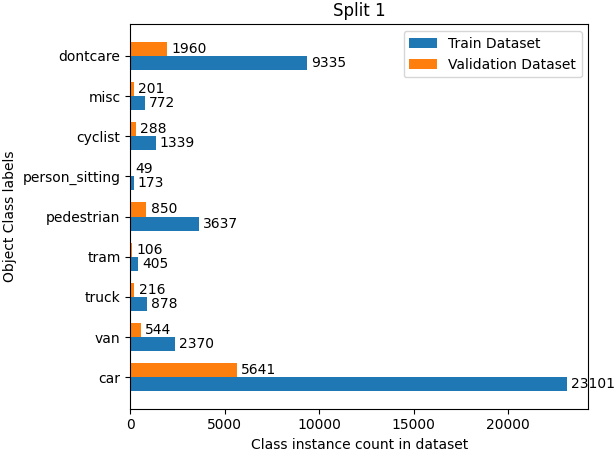 Split 1
Train Dataset
Validation Dataset
dontcare
1960
9335
misc
201
772
cyclist
288
1339
person_sitting
49
173
pedestrian
850
3637
tram
106
405
truck
216
878
van
544
2370
car
5641
23101
0 5000 10000 15000 20000
Class instance count in dataset
Object Class labels